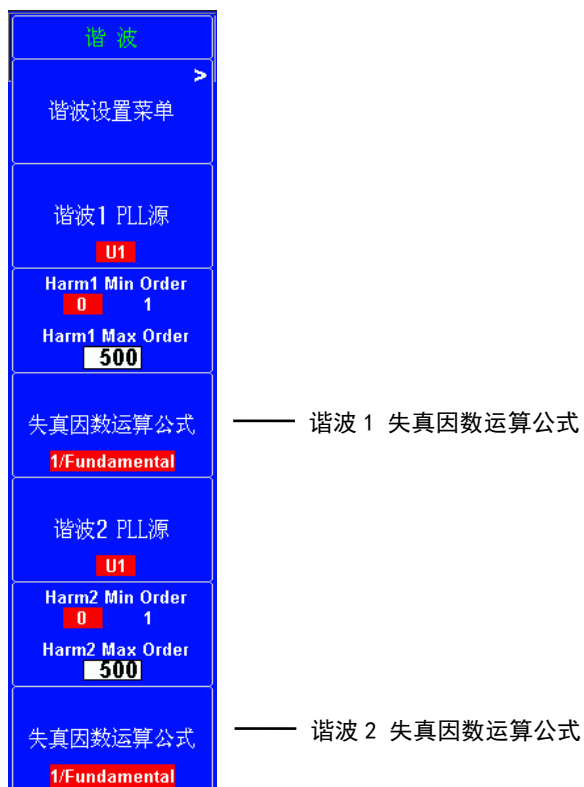 谐 波
>
谐波设置菜单
谐波1 PLL源
U1
Harm1 Min Order
0 1
Harm1 Max Order
500
失真因数运算公式 谐波 1 失真因数运算公式
1/Fundamental
谐波2 PLL源
U1
Harm2 Min Order
0 1
Harm2 Max Order
500
失真因数运算公式 谐波 2 失真因数运算公式
1/Fundamental